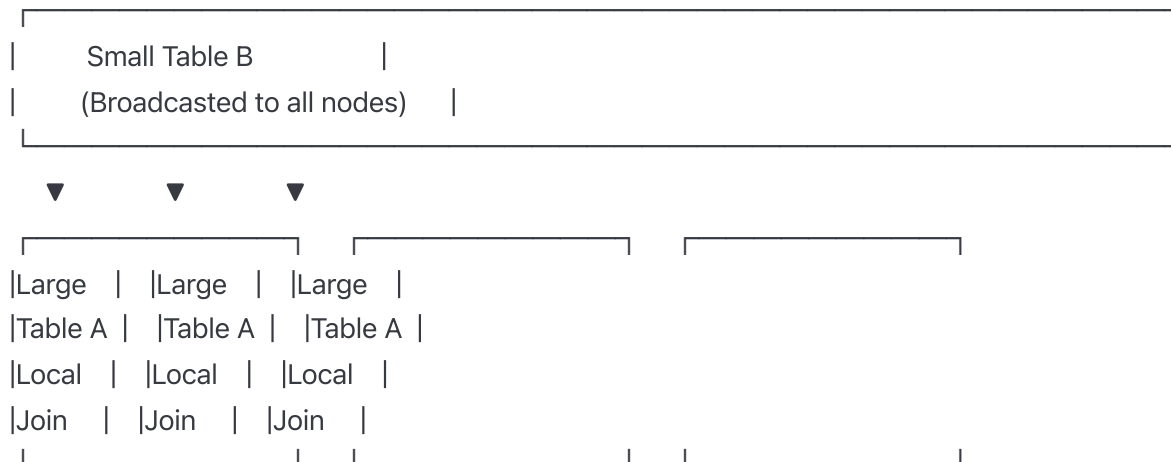 Small Table B
(Broadcasted to all nodes)
▼ ▼ ▼
|Large | |Large | |Large |
|Table A | |Table A | |Table A |
|Local | |Local | |Local |
|Join | |Join | |Join |